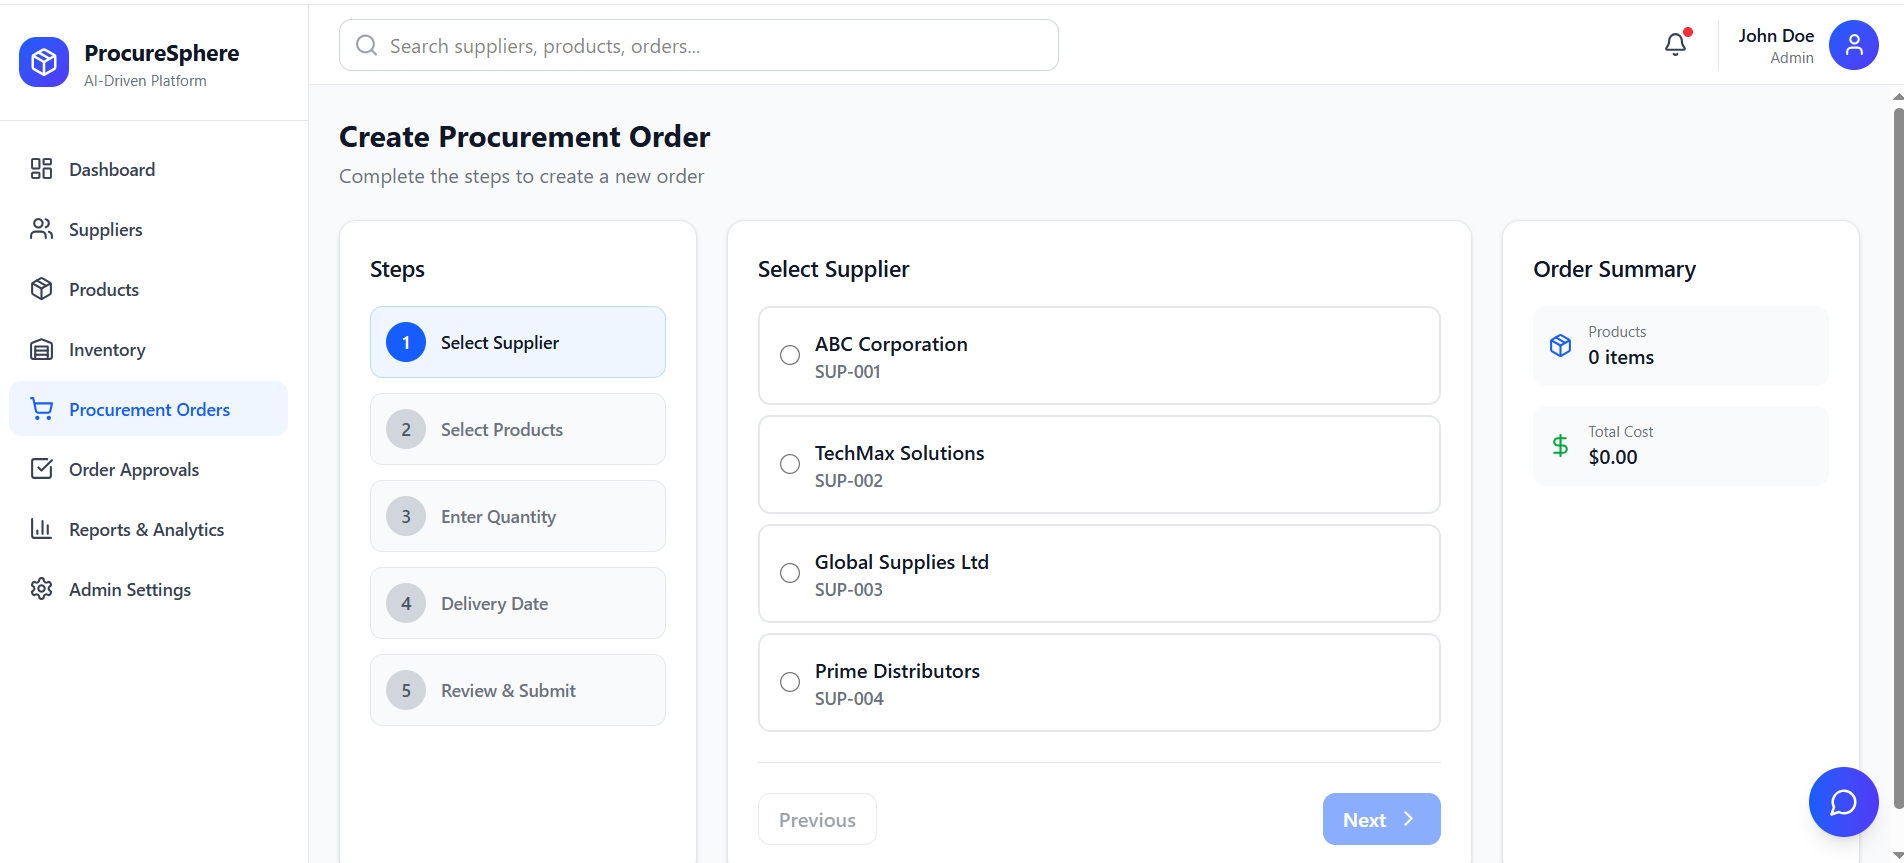 ProcureSphere
AI-Driven Platform
Search suppliers, products, orders...
John Doe
Admin
Dashboard
Suppliers
Products
Inventory
Procurement Orders
Order Approvals
Reports & Analytics
Admin Settings
Create Procurement Order
Complete the steps to create a new order
Steps
1 Select Supplier
2 Select Products
3 Enter Quantity
4 Delivery Date
5 Review & Submit
Select Supplier
ABC Corporation
SUP-001
TechMax Solutions
SUP-002
Global Supplies Ltd
SUP-003
Prime Distributors
SUP-004
Previous
Next
Order Summary
Products
0 items
Total Cost
$0.00